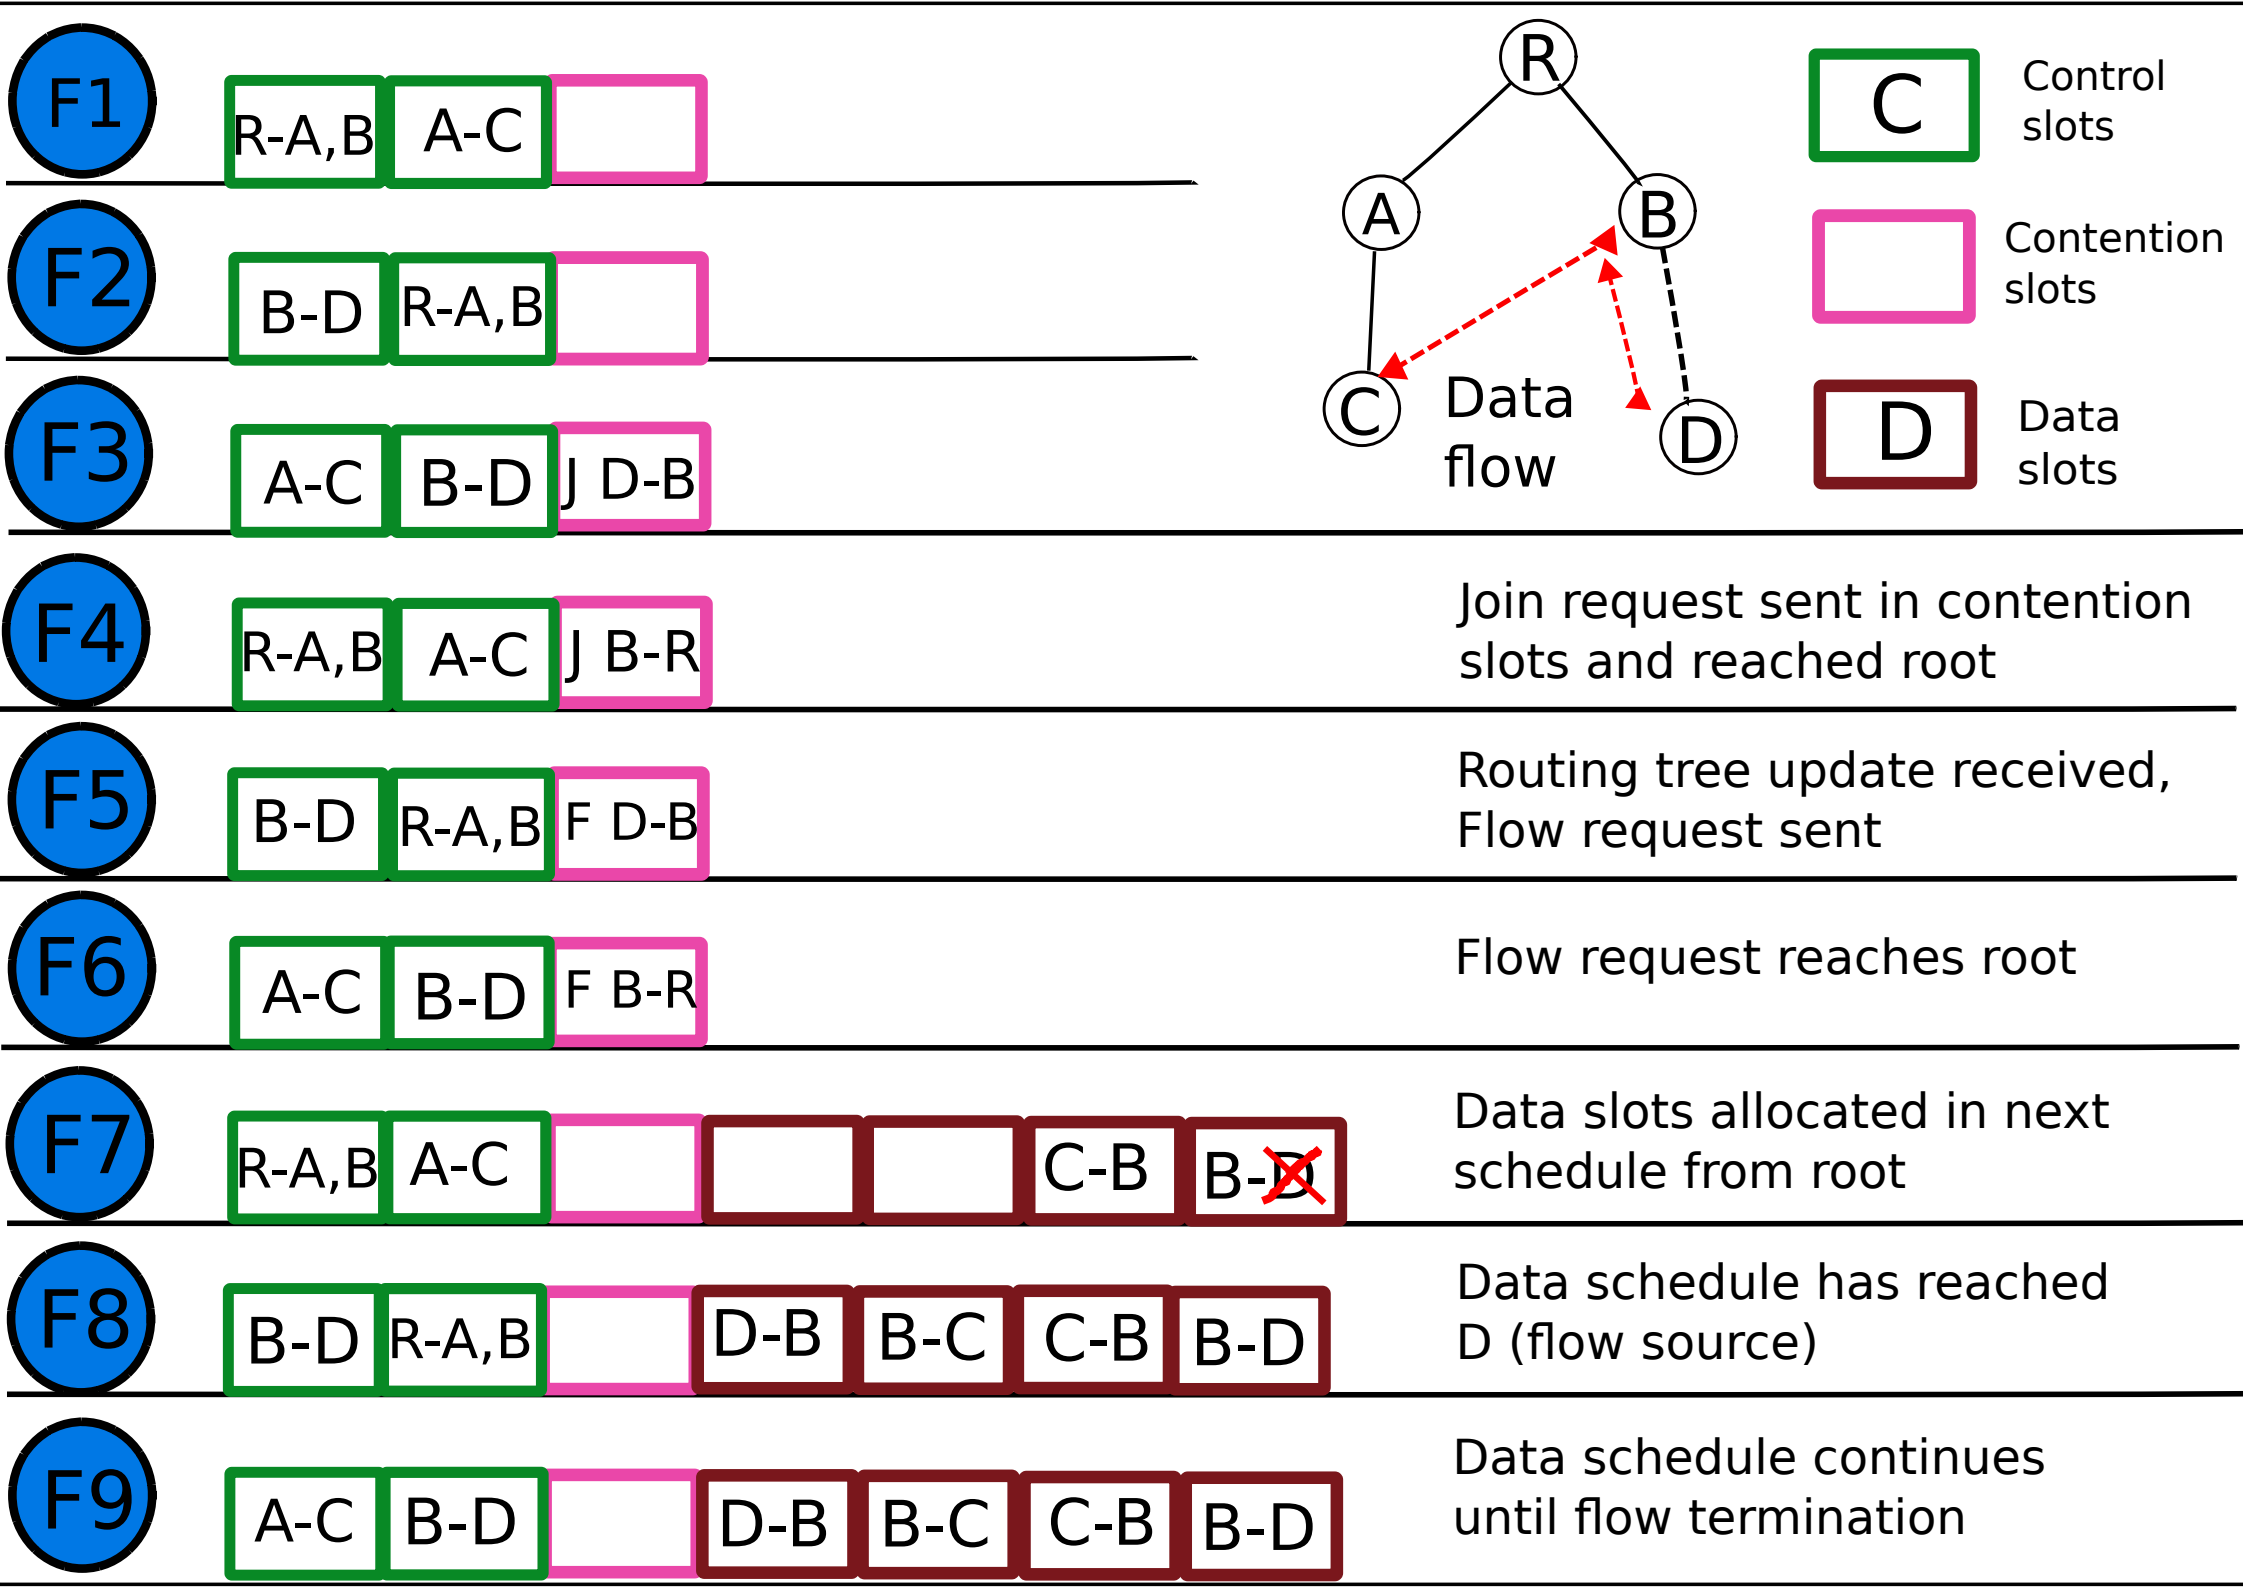 F1
R-A,B
A-C
R
A
B
C
D
Data
flow
C
Control
slots
Contention
slots
D
Data
slots
F2
B-D
R-A,B
F3
A-C
B-D
J D-B
F4
R-A,B
A-C
J B-R
Join request sent in contention
slots and reached root
F5
B-D
R-A,B
F D-B
Routing tree update received,
Flow request sent
F6
A-C
B-D
F B-R
Flow request reaches root
F7
R-A,B
A-C
C-B
B-D
Data slots allocated in next
schedule from root
F8
B-D
R-A,B
D-B
B-C
C-B
B-D
Data schedule has reached
D (flow source)
F9
A-C
B-D
D-B
B-C
C-B
B-D
Data schedule continues
until flow termination